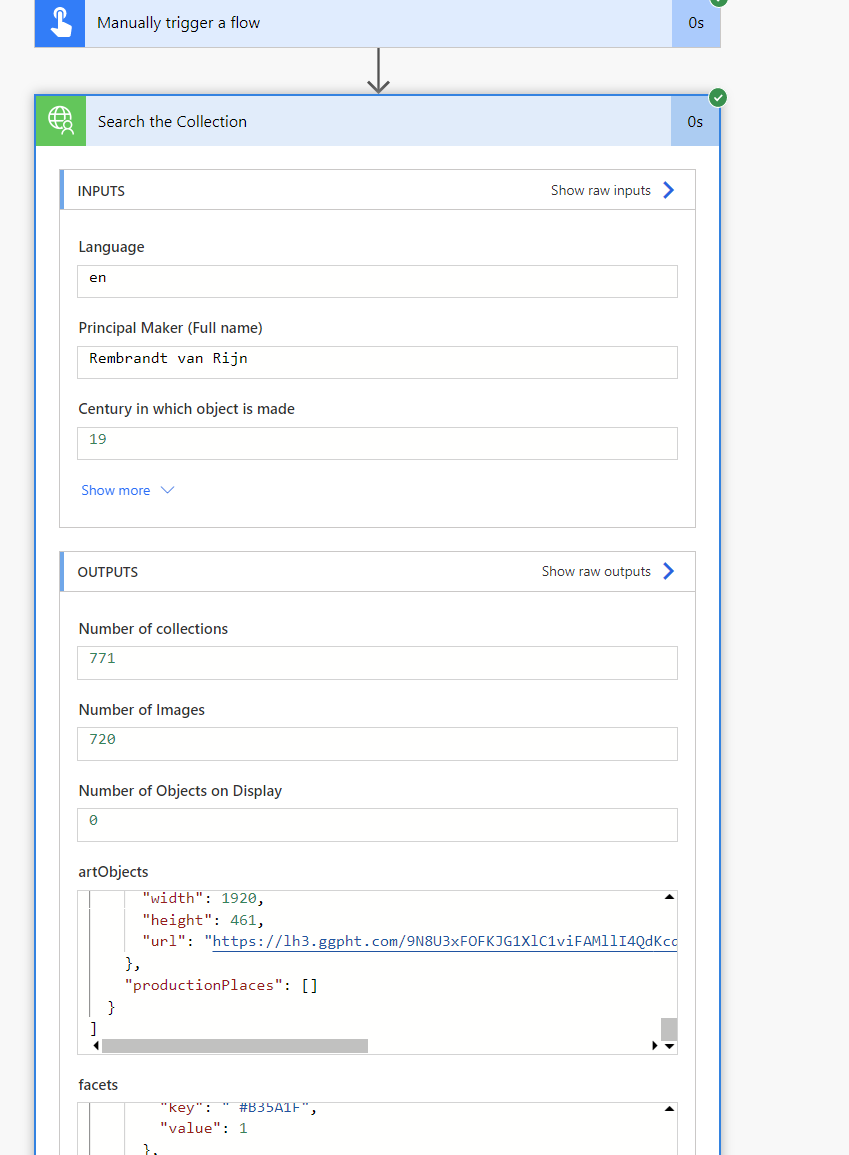 Manually trigger a flow
0s
Search the Collection
0s
INPUTS
Show raw inputs
Language
en
Principal Maker (Full name)
Rembrandt van Rijn
Century in which object is made
19
Show more
OUTPUTS
Show raw outputs
Number of collections
771
Number of Images
720
Number of Objects on Display
0
artObjects
"width": 1920,
"height": 461,
"url": "https://lh3.ggpht.com/9N8U3xFOFKJG1XlC1viFAMllI4QdKcd
},
"productionPlaces": []
}
]
facets
"key": " #B35A1F",
"value": 1
},